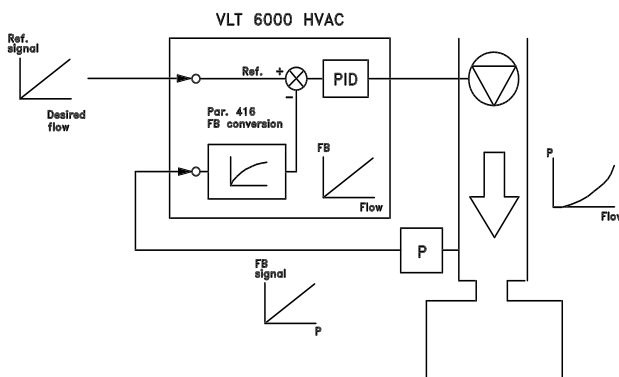 VLT 6000 HVAC
Ref.
signal
Desired
flow
Ref.
+
−
PID
Par. 416
FB conversion
FB
Flow
P
Flow
P
FB
signal
P